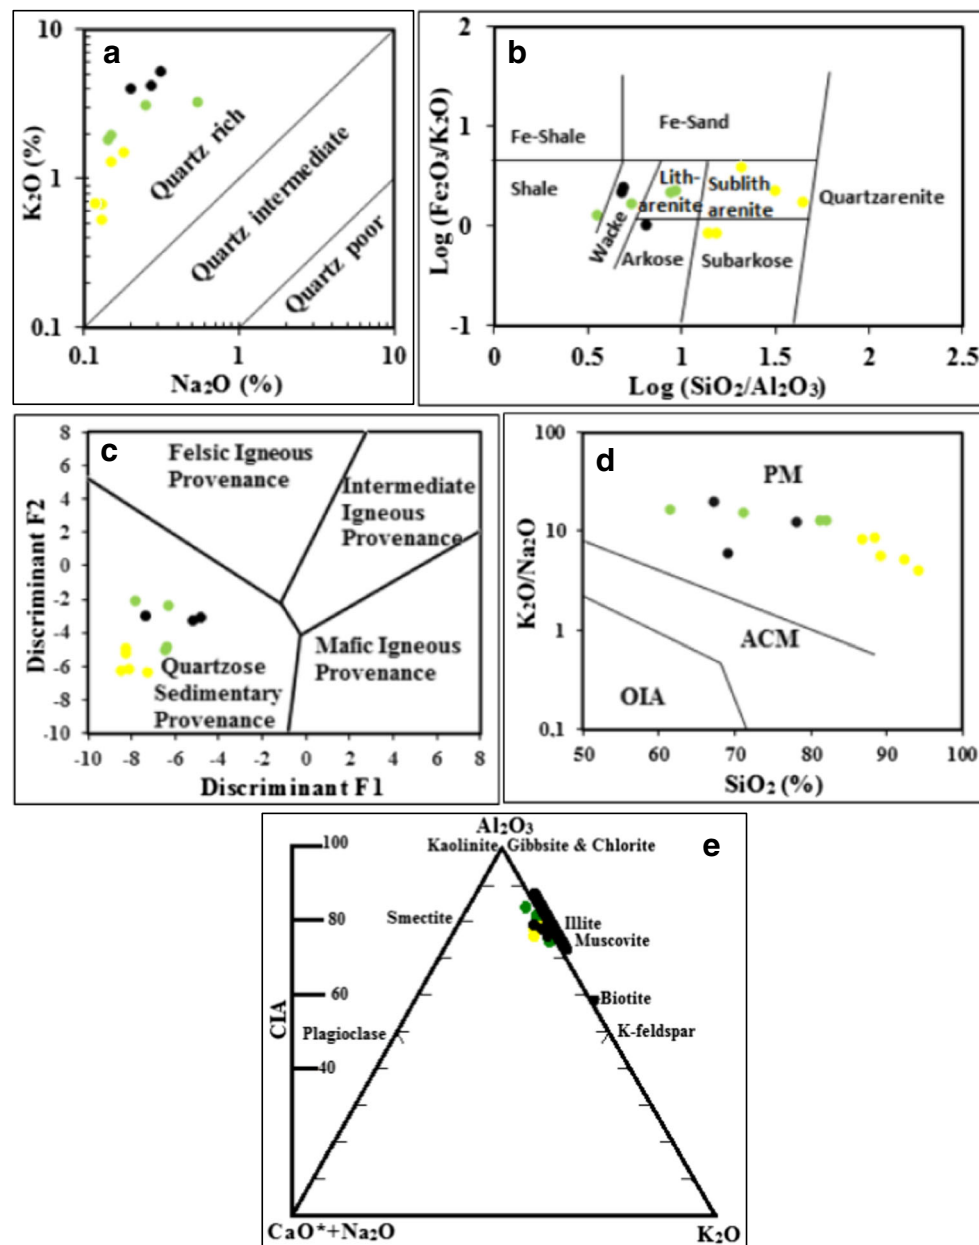 a
10
1
0.1
K₂O (%)
Quartz rich
Quartz intermediate
Quartz poor
0.1
1
10
Na₂O (%)
b
2
1
0
-1
Log (Fe₂O₃/K₂O)
Fe-Shale
Fe-Sand
Shale
Wacke
Lith-
arenite
Sublith
arenite
Quartzarenite
Arkose
Subarkose
0
0.5
1
1.5
2
2.5
Log (SiO₂/Al₂O₃)
c
8
6
4
2
0
-2
-4
-6
-8
-10
Discriminant F2
Felsic Igneous
Provenance
Intermediate
Igneous
Provenance
Mafic Igneous
Provenance
Quartzose
Sedimentary
Provenance
-10
-8
-6
-4
-2
0
2
4
6
8
Discriminant F1
d
100
10
1
0.1
K₂O/Na₂O
PM
ACM
OIA
50
60
70
80
90
100
SiO₂ (%)
e
Al₂O₃
Kaolinite Gibbsite & Chlorite
100
80
60
40
CIA
Smectite
Illite
Muscovite
Biotite
Plagioclase
K-feldspar
CaO*+Na₂O
K₂O